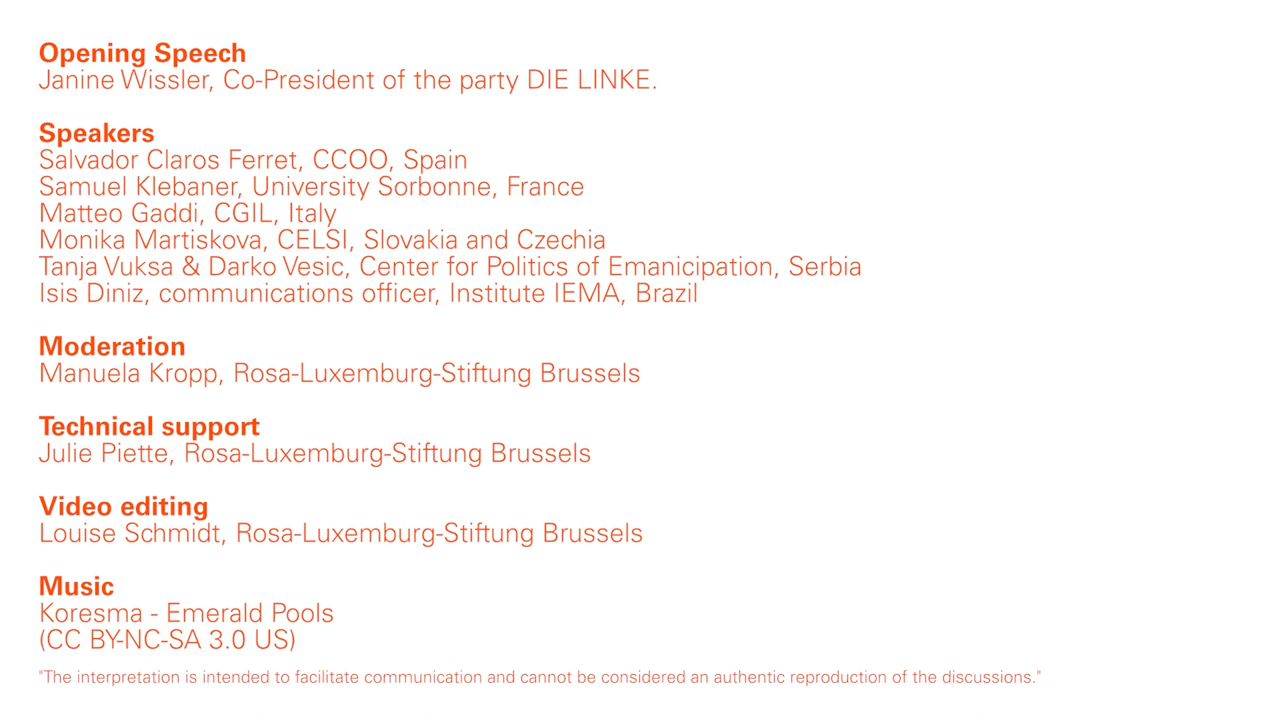 Opening Speech
Janine Wissler, Co-President of the party DIE LINKE.
Speakers
Salvador Claros Ferret, CCOO, Spain
Samuel Klebaner, University Sorbonne, France
Matteo Gaddi, CGIL, Italy
Monika Martiskova, CELSI, Slovakia and Czechia
Tanja Vuksa & Darko Vesic, Center for Politics of Emanicipation, Serbia
Isis Diniz, communications officer, Institute IEMA, Brazil
Moderation
Manuela Kropp, Rosa-Luxemburg-Stiftung Brussels
Technical support
Julie Piette, Rosa-Luxemburg-Stiftung Brussels
Video editing
Louise Schmidt, Rosa-Luxemburg-Stiftung Brussels
Music
Koresma - Emerald Pools
(CC BY-NC-SA 3.0 US)
"The interpretation is intended to facilitate communication and cannot be considered an authentic reproduction of the discussions."